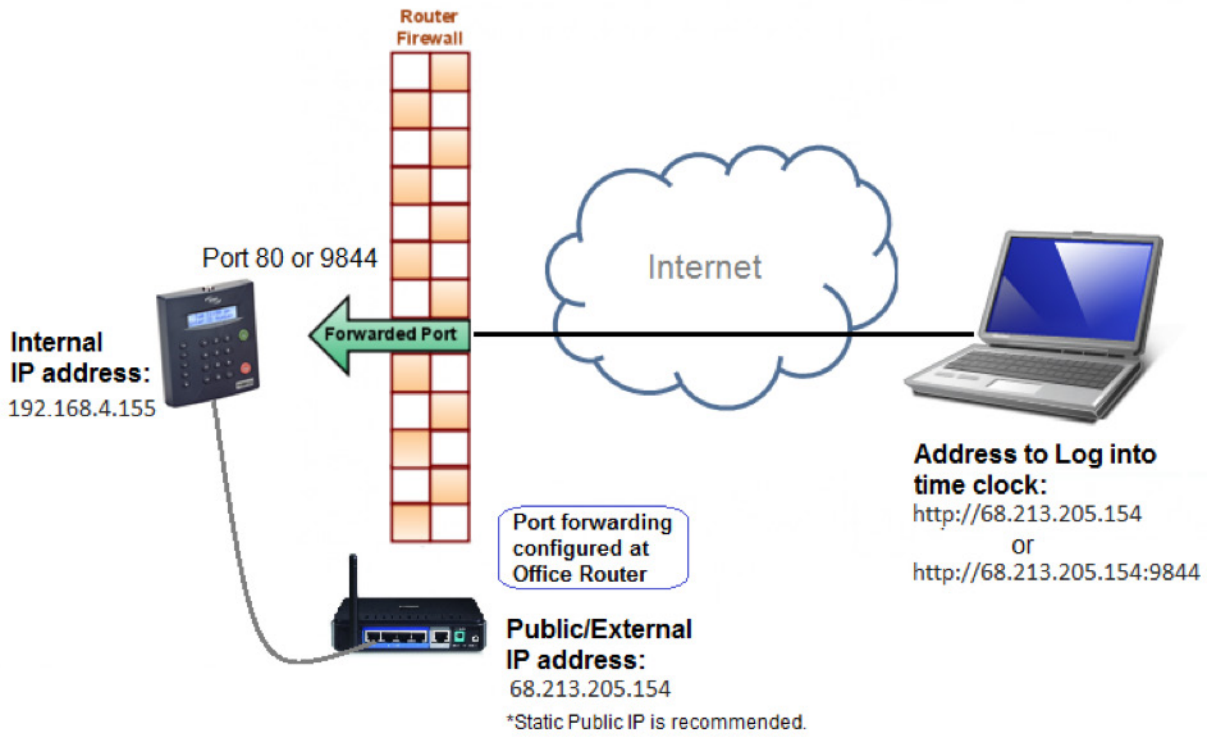 Router
Firewall
Port 80 or 9844
Internet
Forwarded Port
Internal
IP address:
192.168.4.155
Address to Log into
time clock:
http://68.213.205.154
or
http://68.213.205.154:9844
Port forwarding
configured at
Office Router
Public/External
IP address:
68.213.205.154
*Static Public IP is recommended.